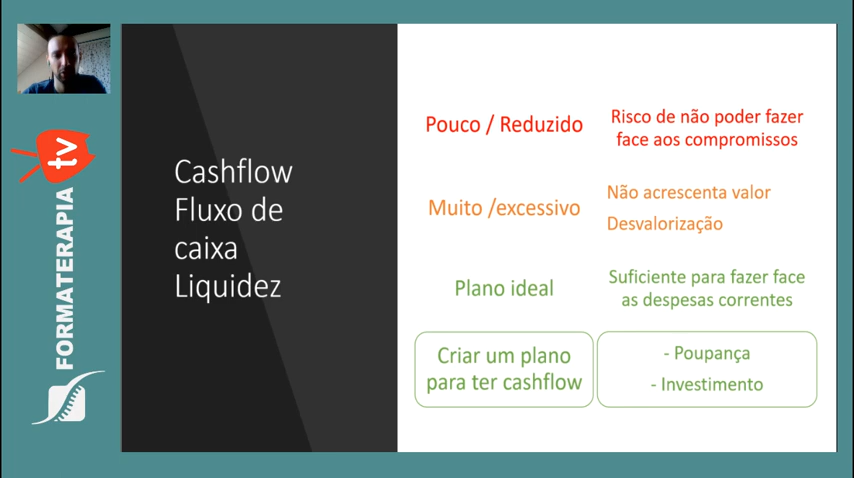 tv
FORMATERAPIA
Cashflow
Fluxo de
caixa
Liquidez
Pouco / Reduzido
Risco de não poder fazer
face aos compromissos
Muito /excessivo
Não acrescenta valor
Desvalorização
Plano ideal
Suficiente para fazer face
as despesas correntes
Criar um plano
para ter cashflow
- Poupança
- Investimento